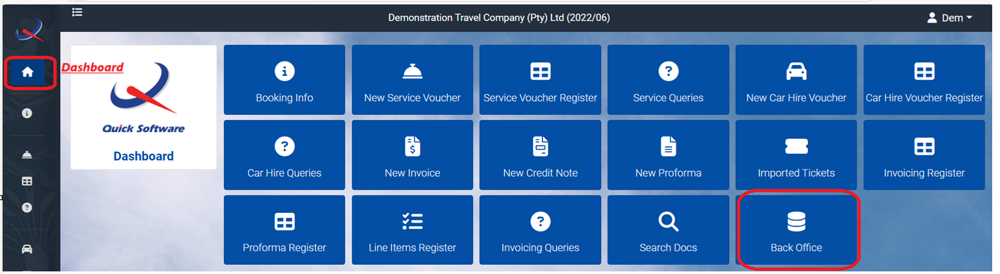 Demonstration Travel Company (Pty) Ltd (2022/06)
Dem
Dashboard
Quick Software
Dashboard
Booking Info
New Service Voucher
Service Voucher Register
Service Queries
New Car Hire Voucher
Car Hire Voucher Register
Car Hire Queries
New Invoice
New Credit Note
New Proforma
Imported Tickets
Invoicing Register
Proforma Register
Line Items Register
Invoicing Queries
Search Docs
Back Office